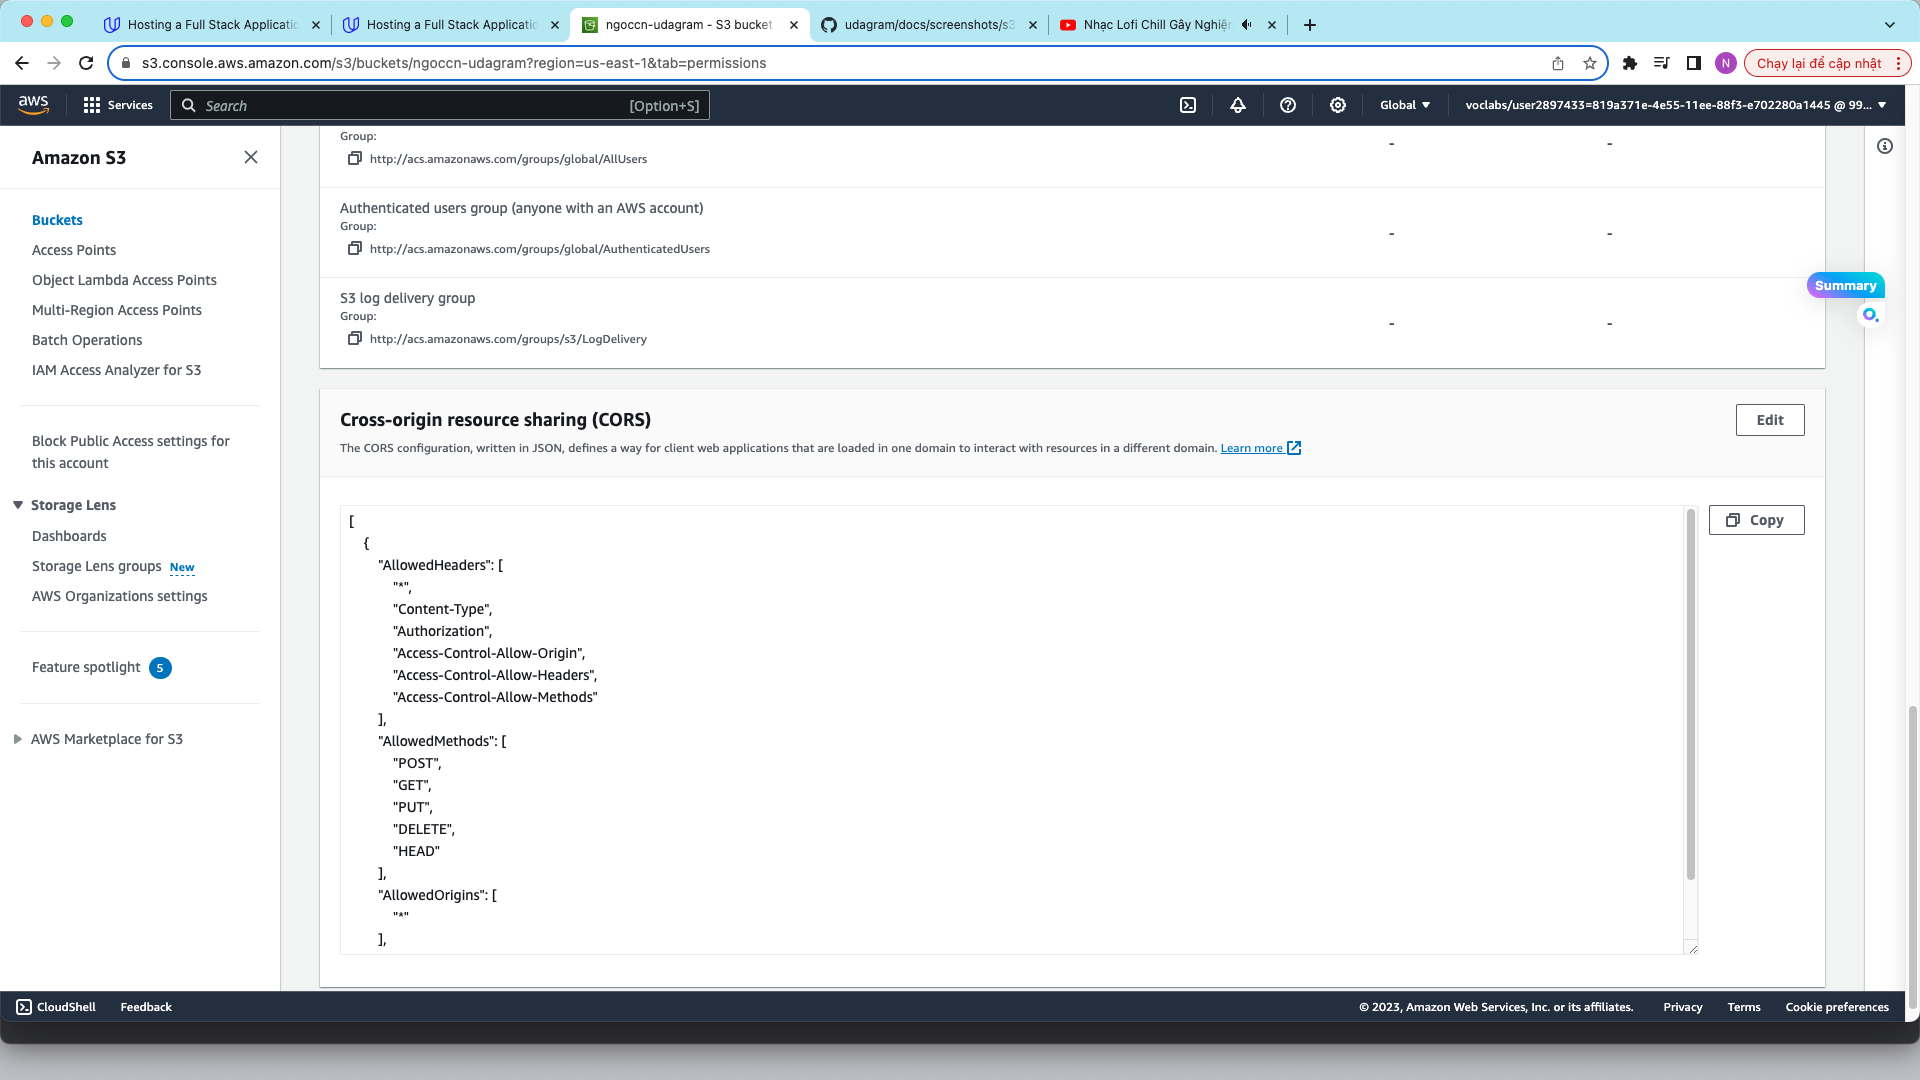 Hosting a Full Stack Applicatio
Hosting a Full Stack Applicatio
ngoccn-udagram - S3 bucket
udagram/docs/screenshots/s3
Nhạc Lofi Chill Gây Nghiện
s3.console.aws.amazon.com/s3/buckets/ngoccn-udagram?region=us-east-1&tab=permissions
N
Chạy lại để cập nhật
aws
Services
Search
[Option+S]
Global
voclabs/user2897433=819a371e-4e55-11ee-88f3-e702280a1445 @ 99...
Amazon S3
Buckets
Access Points
Object Lambda Access Points
Multi-Region Access Points
Batch Operations
IAM Access Analyzer for S3
Block Public Access settings for
this account
Storage Lens
Dashboards
Storage Lens groups New
AWS Organizations settings
Feature spotlight 5
AWS Marketplace for S3
Group:
http://acs.amazonaws.com/groups/global/AllUsers
-
-
Authenticated users group (anyone with an AWS account)
Group:
http://acs.amazonaws.com/groups/global/AuthenticatedUsers
-
-
S3 log delivery group
Group:
http://acs.amazonaws.com/groups/s3/LogDelivery
-
-
Summary
Cross-origin resource sharing (CORS)
Edit
The CORS configuration, written in JSON, defines a way for client web applications that are loaded in one domain to interact with resources in a different domain. Learn more
Copy
[
{
"AllowedHeaders": [
"*",
"Content-Type",
"Authorization",
"Access-Control-Allow-Origin",
"Access-Control-Allow-Headers",
"Access-Control-Allow-Methods"
],
"AllowedMethods": [
"POST",
"GET",
"PUT",
"DELETE",
"HEAD"
],
"AllowedOrigins": [
"*"
],
CloudShell
Feedback
© 2023, Amazon Web Services, Inc. or its affiliates.
Privacy
Terms
Cookie preferences